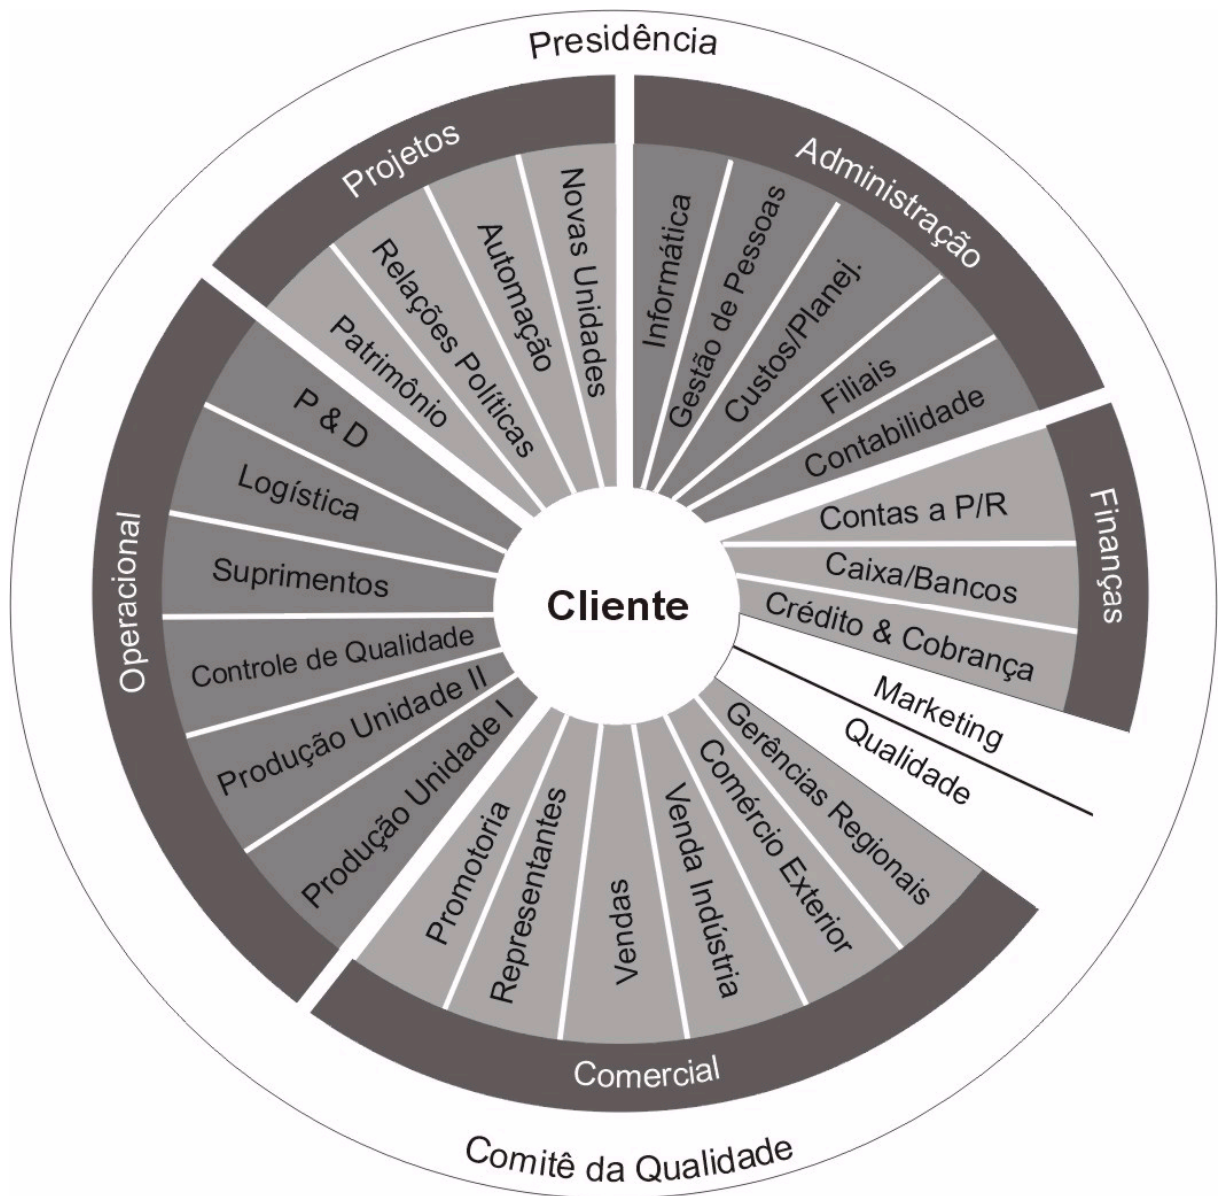 Presidência
Projetos
Patrimônio
Relações Políticas
Automação
Novas Unidades
Administração
Informática
Gestão de Pessoas
Custos/Planej.
Filiais
Contabilidade
Finanças
Contas a P/R
Caixa/Bancos
Crédito & Cobrança
Marketing
Qualidade
Comercial
Gerências Regionais
Comércio Exterior
Venda Indústria
Vendas
Representantes
Promotoria
Operacional
Produção Unidade I
Produção Unidade II
Controle de Qualidade
Suprimentos
Logística
P & D
Cliente
Comitê da Qualidade